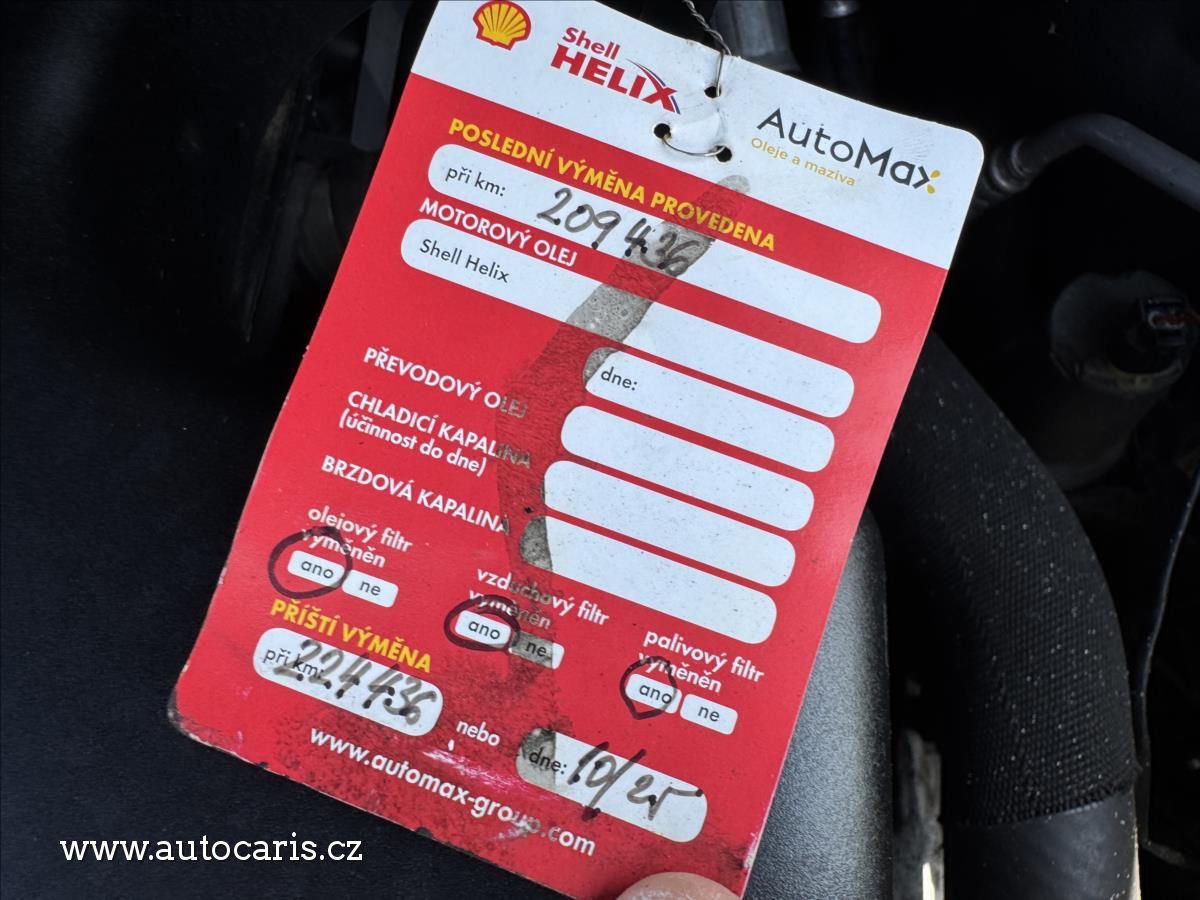 Shell
HELIX
AutoMax
Oleje a maziva
POSLEDNÍ VÝMĚNA PROVEDENA
při km: 209 436
MOTOROVÝ OLEJ
Shell Helix
dne:
PŘEVODOVÝ OLEJ
CHLADICÍ KAPALINA
(účinnost do dne)
BRZDOVÁ KAPALINA
olejový filtr
vyměněn
ano ne
vzduchový filtr
vyměněn
ano ne
palivový filtr
vyměněn
ano ne
PŘÍŠTÍ VÝMĚNA
při km: 224436
nebo
dne: 10/25
www.automax-group.com
www.autocaris.cz